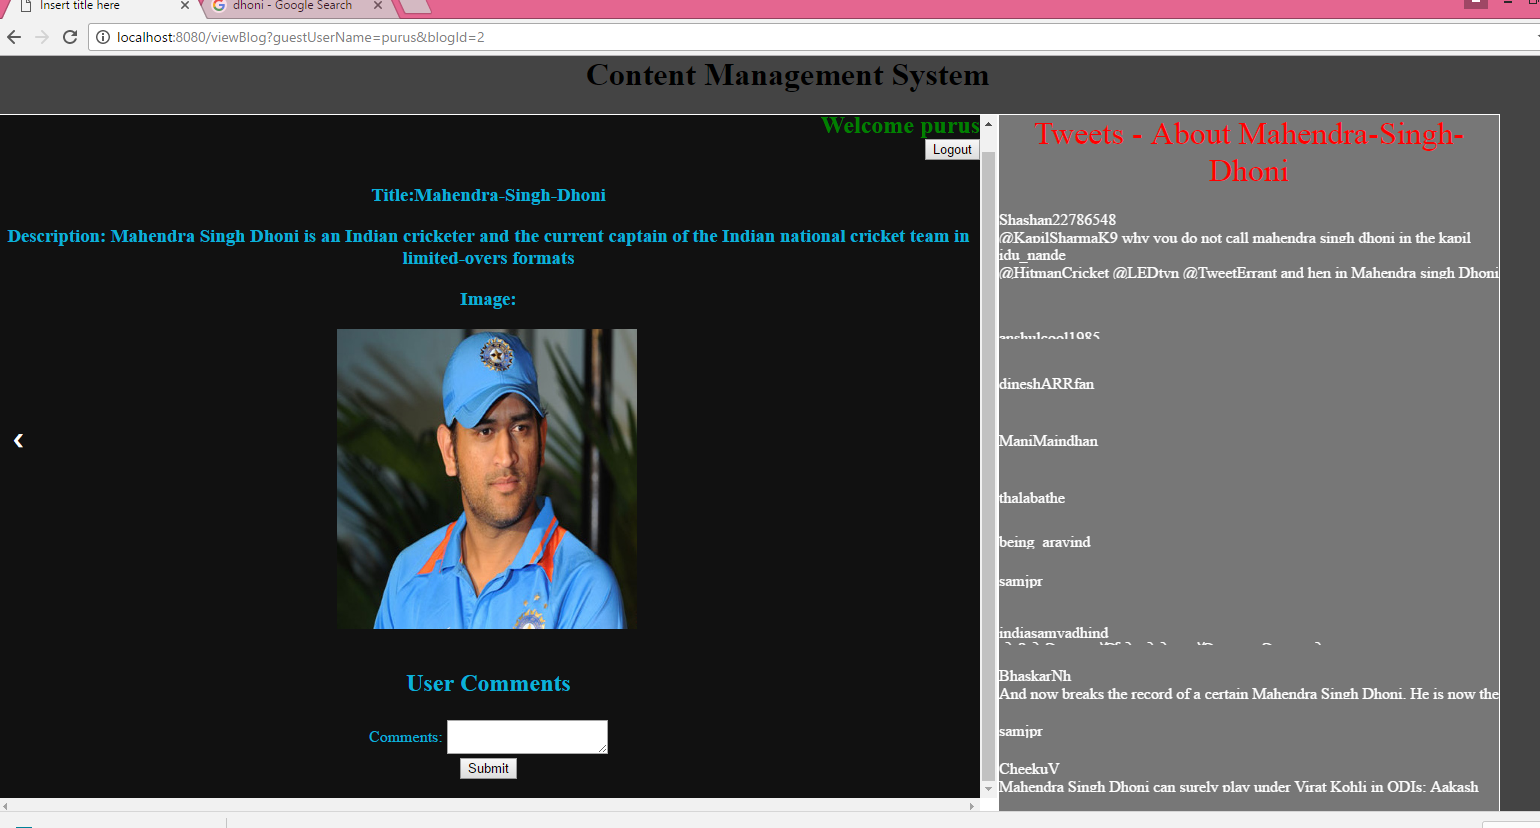 Insert title here
dhoni - Google Search
localhost:8080/viewBlog?guestUserName=purus&blogId=2
Content Management System
Welcome purus
Logout
Title:Mahendra-Singh-Dhoni
Description: Mahendra Singh Dhoni is an Indian cricketer and the current captain of the Indian national cricket team in
limited-overs formats
Image:
User Comments
Comments:
Submit
Tweets - About Mahendra-Singh-
Dhoni
Shashan22786548
@KapilSharmaK9 why you do not call mahendra singh dhoni in the kapil
idu_nande
@HitmanCricket @LEDtvn @TweetErrant and hen in Mahendra singh Dhoni
anshulcool1985
dineshARRfan
ManiMaindhan
thalabathe
being_aravind
samjpr
indiasamvadhind
BhaskarNh
And now breaks the record of a certain Mahendra Singh Dhoni. He is now the
samjpr
CheekuV
Mahendra Singh Dhoni can surely play under Virat Kohli in ODIs: Aakash